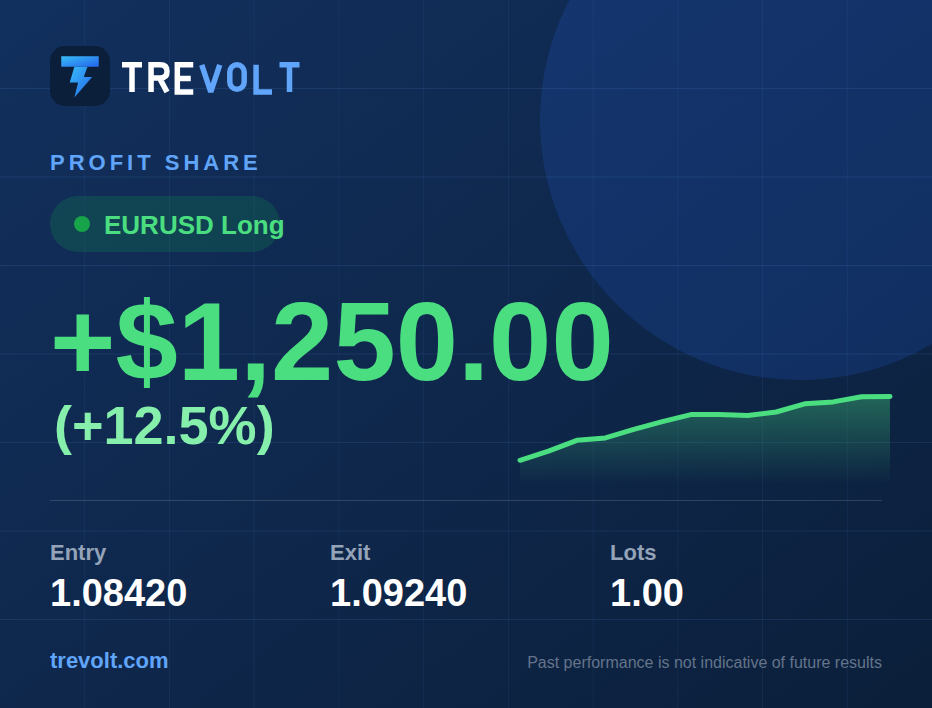 TREVOLT
PROFIT SHARE
EURUSD Long
+$1,250.00
(+12.5%)
Entry
Exit
Lots
1.08420
1.09240
1.00
trevolt.com
Past performance is not indicative of future results